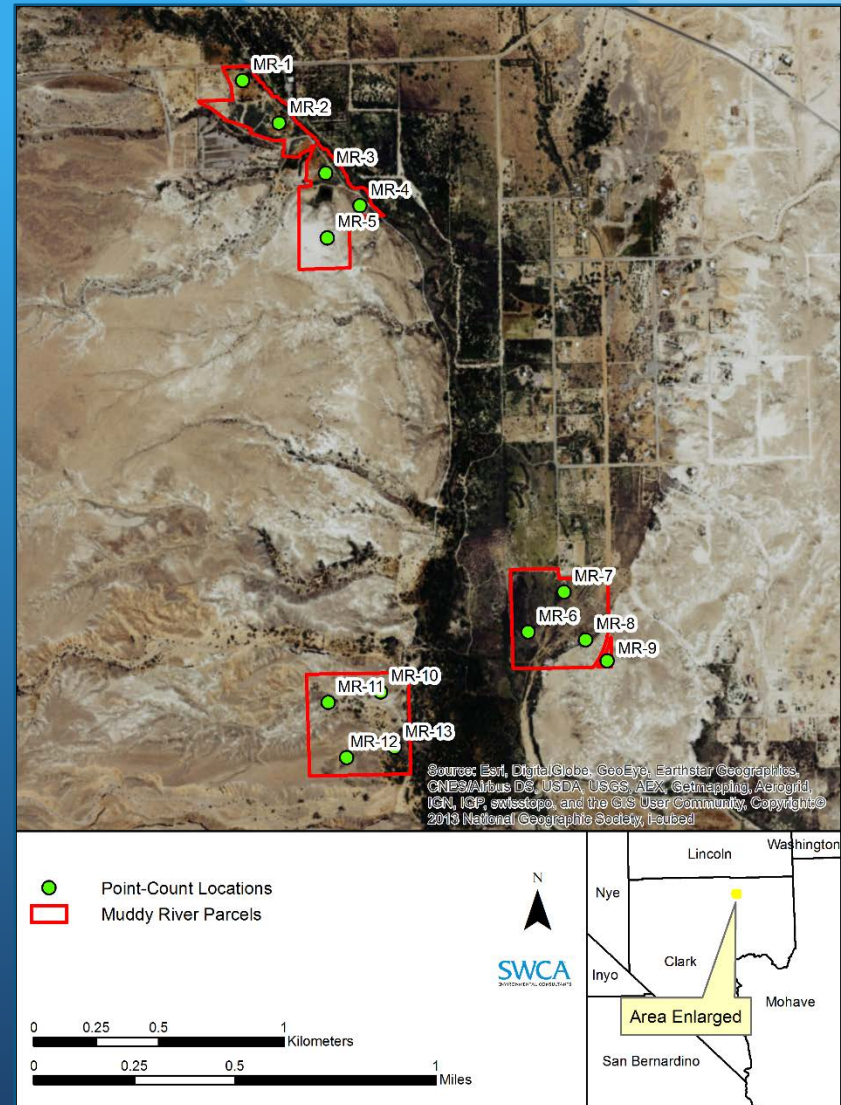 MR-1
MR-2
MR-3
MR-4
MR-5
MR-7
MR-6
MR-8
MR-9
MR-10
MR-11
MR-13
MR-12
Source: Esri, DigitalGlobe, GeoEye, Earthstar Geographics,
CNES/Airbus DS, USDA, USGS, AEX, Getmapping, Aerogrid,
IGN, IGP, swisstopo, and the GIS User Community, Copyright:©
2013 National Geographic Society, i-cubed
Point-Count Locations
Muddy River Parcels
N
SWCA
ENVIRONMENTAL CONSULTANTS
0 0.25 0.5 1
Kilometers
0 0.25 0.5 1
Miles
Washington
Lincoln
Nye
Clark
Inyo
Mohave
Area Enlarged
San Bernardino